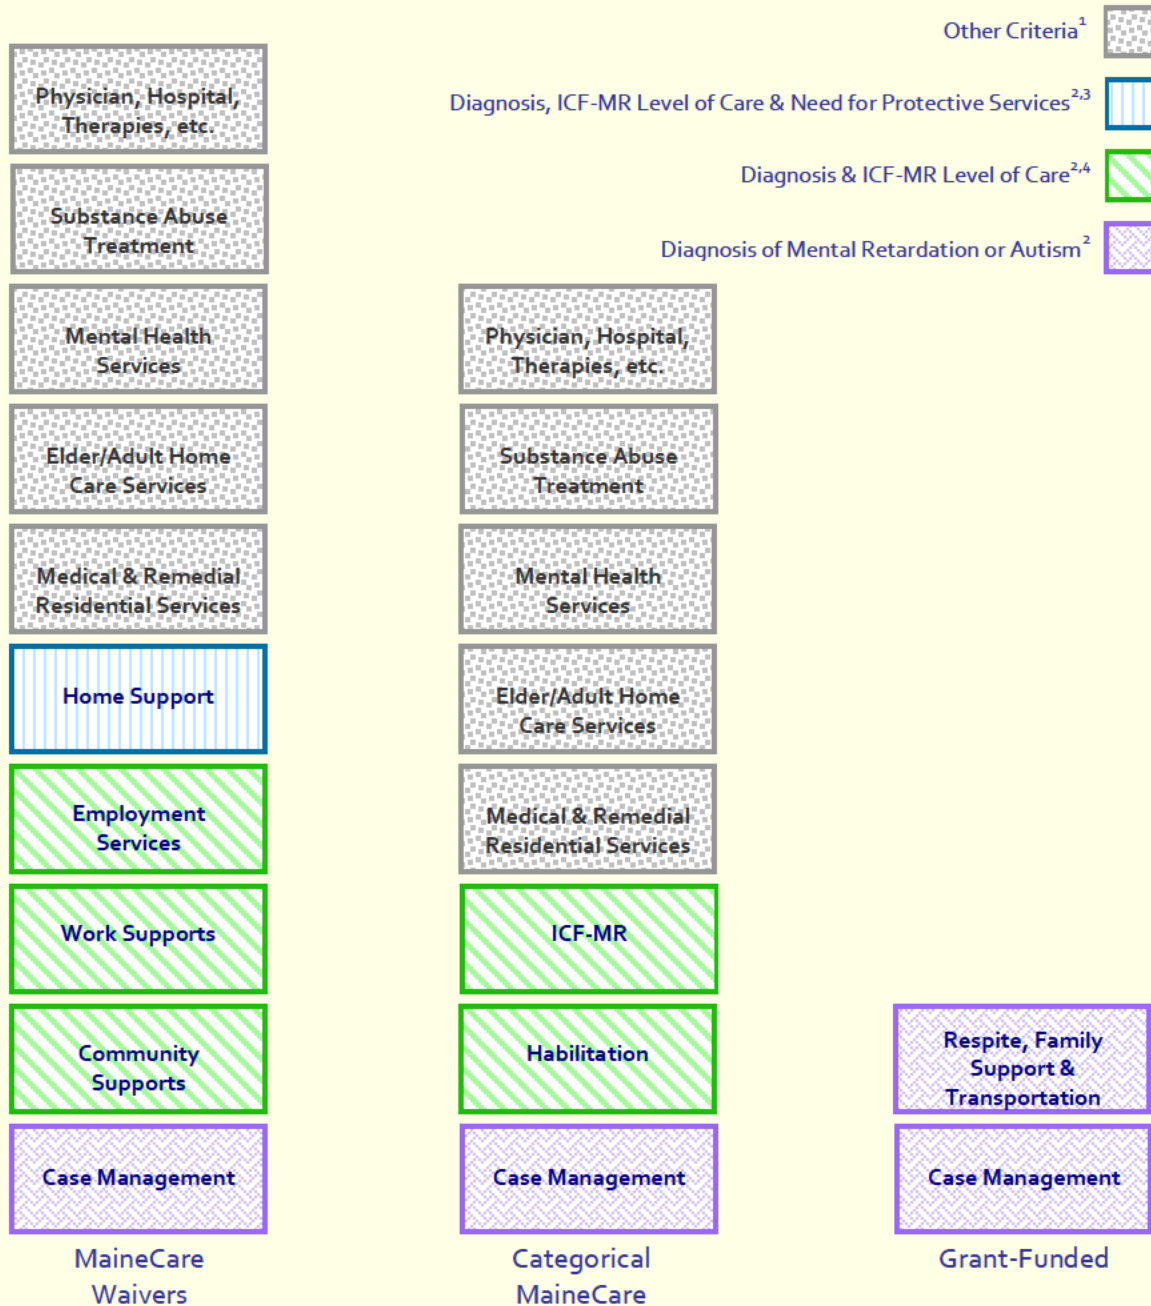 Other Criteria¹
Diagnosis, ICF-MR Level of Care & Need for Protective Services²,³
Diagnosis & ICF-MR Level of Care²,⁴
Diagnosis of Mental Retardation or Autism²
Physician, Hospital,
Therapies, etc.
Substance Abuse
Treatment
Mental Health
Services
Elder/Adult Home
Care Services
Medical & Remedial
Residential Services
Home Support
Employment
Services
Work Supports
Community
Supports
Case Management
MaineCare
Waivers
Physician, Hospital,
Therapies, etc.
Substance Abuse
Treatment
Mental Health
Services
Elder/Adult Home
Care Services
Medical & Remedial
Residential Services
ICF-MR
Habilitation
Case Management
Categorical
MaineCare
Respite, Family
Support &
Transportation
Case Management
Grant-Funded